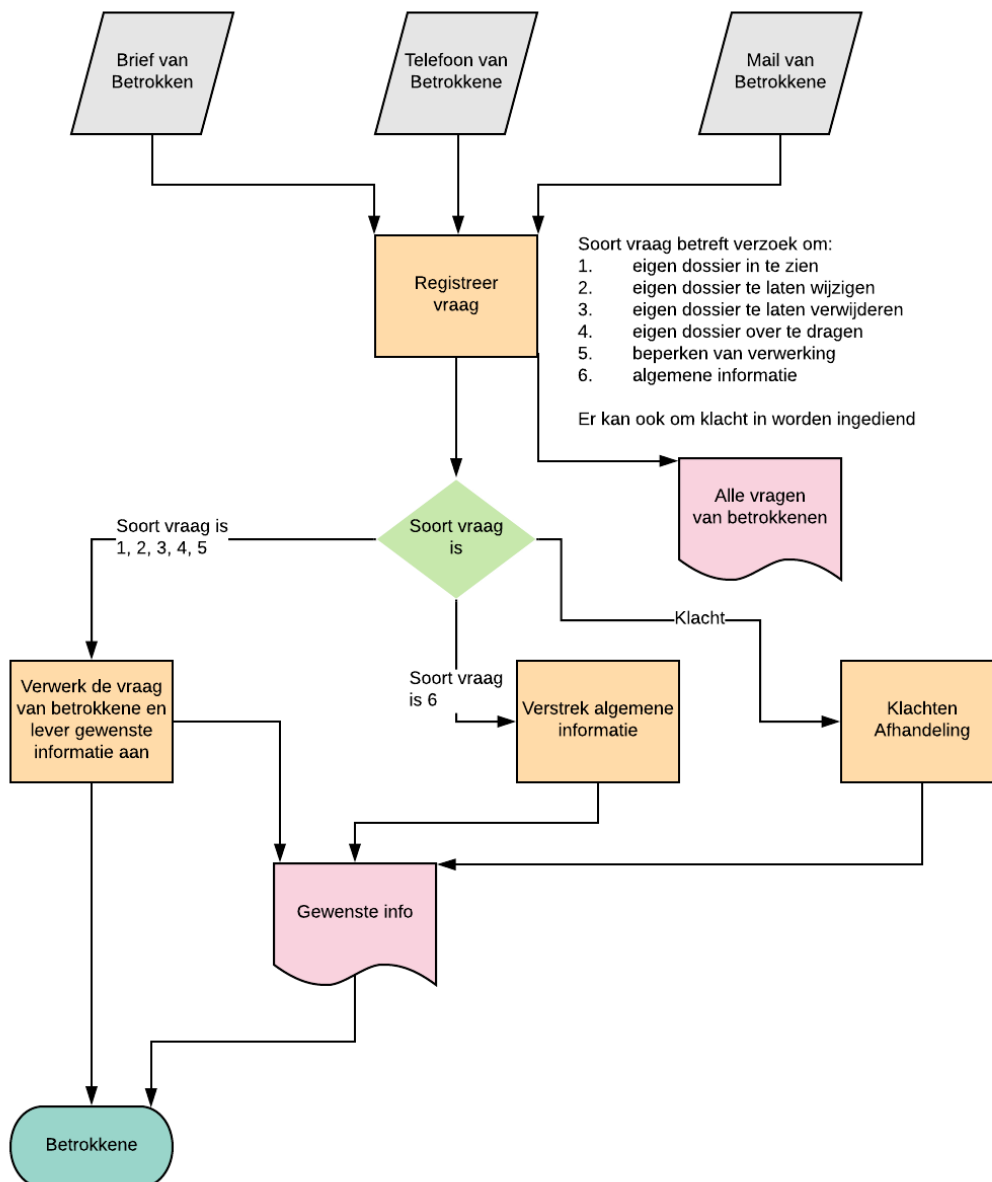 Brief van
Betrokken
Telefoon van
Betrokkene
Mail van
Betrokkene
Registreer
vraag
Soort vraag betreft verzoek om:
1. eigen dossier in te zien
2. eigen dossier te laten wijzigen
3. eigen dossier te laten verwijderen
4. eigen dossier over te dragen
5. beperken van verwerking
6. algemene informatie
Er kan ook om klacht in worden ingediend
Alle vragen
van betrokkenen
Soort vraag
is
Soort vraag is
1, 2, 3, 4, 5
Klacht
Soort vraag
is 6
Verwerk de vraag
van betrokkene en
lever gewenste
informatie aan
Verstrek algemene
informatie
Klachten
Afhandeling
Gewenste info
Betrokkene